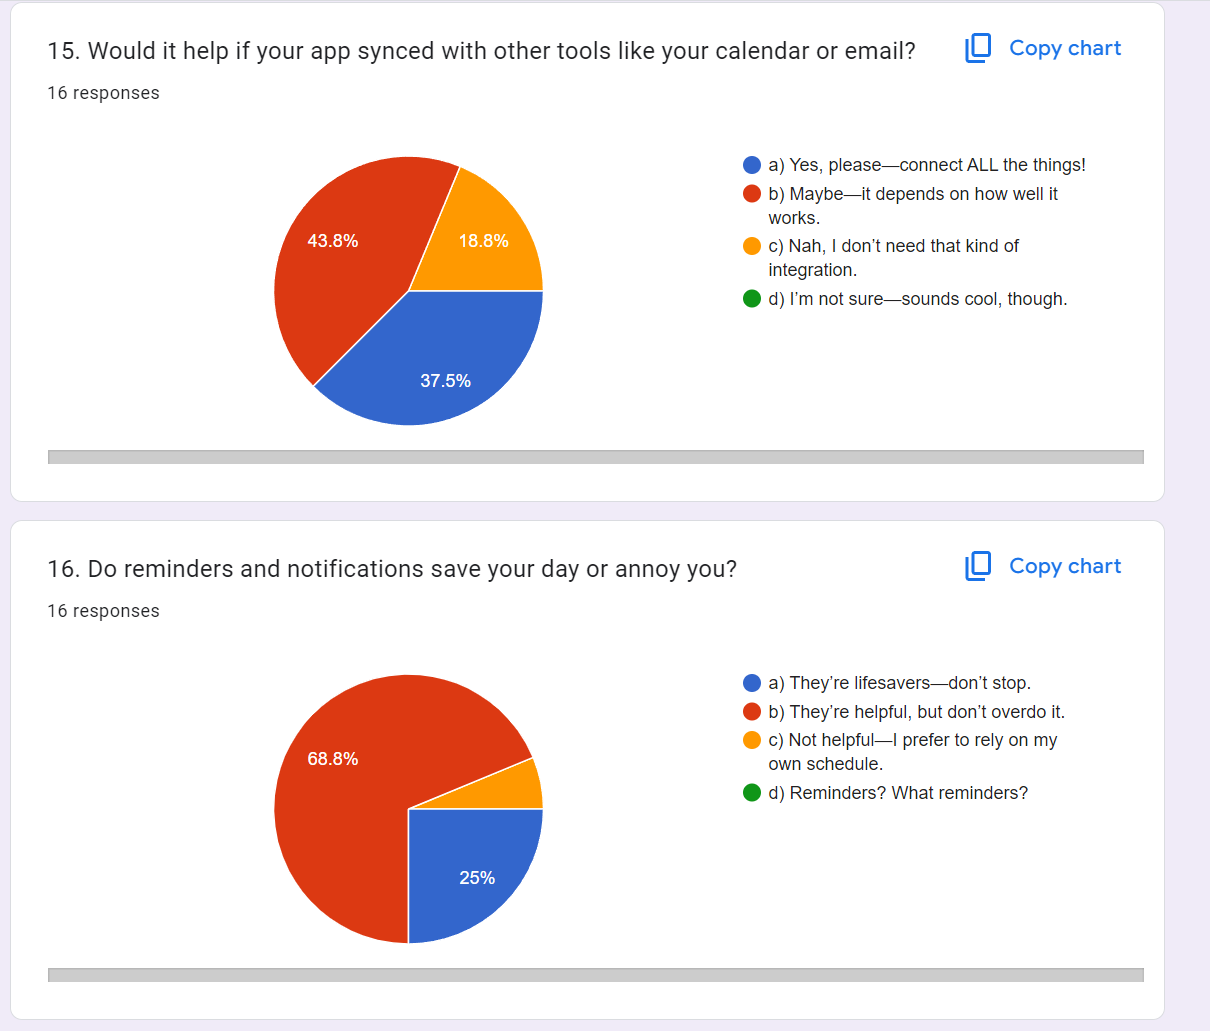 15. Would it help if your app synced with other tools like your calendar or email?
Copy chart
16 responses
43.8%
18.8%
37.5%
a) Yes, please—connect ALL the things!
b) Maybe—it depends on how well it
works.
c) Nah, I don’t need that kind of
integration.
d) I’m not sure—sounds cool, though.
16. Do reminders and notifications save your day or annoy you?
Copy chart
16 responses
68.8%
25%
a) They’re lifesavers—don’t stop.
b) They’re helpful, but don’t overdo it.
c) Not helpful—I prefer to rely on my
own schedule.
d) Reminders? What reminders?